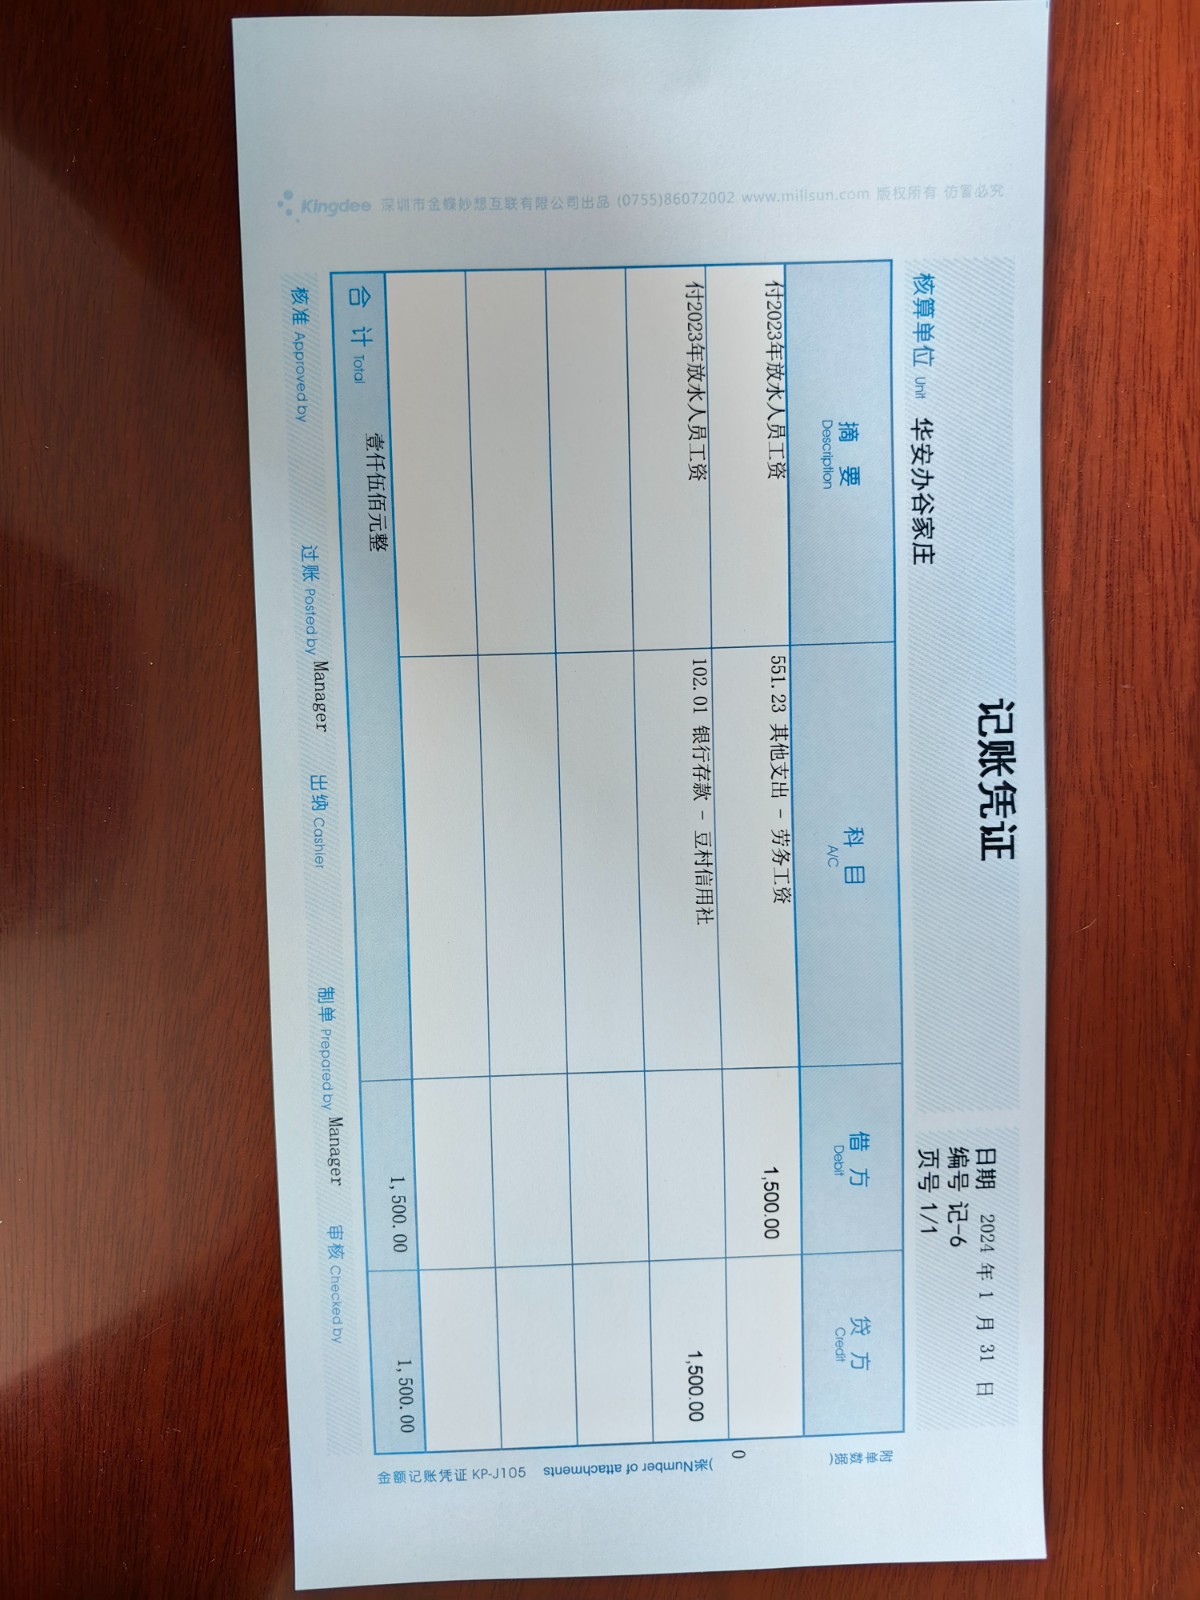 记账凭证
日期 2024 年 1 月 31 日
编号 记-6
页号 1/1
核算单位 Unit 华安办谷家庄
摘 要 科 目 借 方 贷 方
Description A/C Debit Credit
付2023年放水人员工资 551.23 其他支出 - 劳务工资 1,500.00
付2023年放水人员工资 102.01 银行存款 - 豆村信用社 1,500.00
合 计 Total 壹仟伍佰元整 1,500.00 1,500.00
核准 Approved by 过账 Posted by Manager 出纳 Cashier 制单 Prepared by Manager 审核 Checked by
附单数据(
0
张Number of attachments)
金额记账凭证 KP-J105
Kingdee 深圳市金蝶妙想互联有限公司出品 (0755)86072002 www.milisun.com 版权所有 仿冒必究